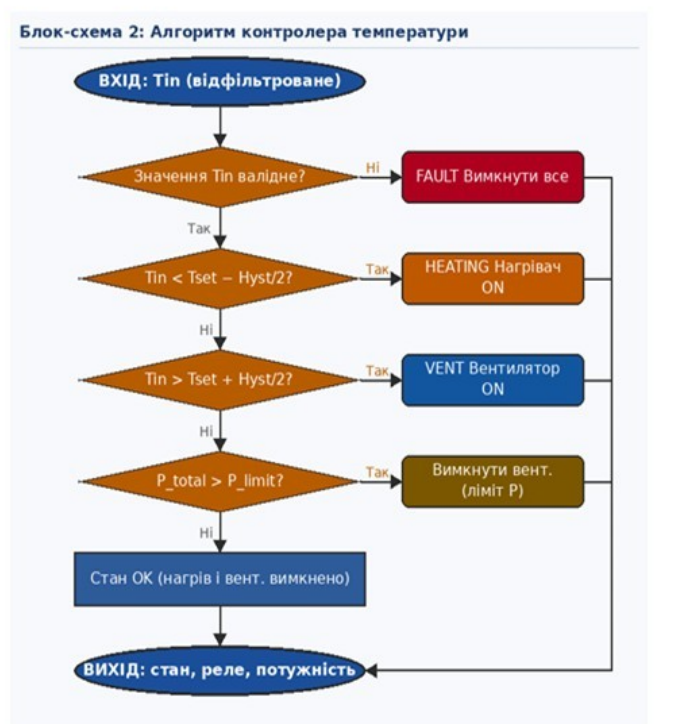 Блок-схема 2: Алгоритм контролера температури
ВХІД: Tin (відфільтроване)
Значення Tin валідне?
Ні
FAULT Вимкнути все
Так
Tin < Tset − Hyst/2?
Так
HEATING Нагрівач
ON
Ні
Tin > Tset + Hyst/2?
Так
VENT Вентилятор
ON
Ні
P_total > P_limit?
Так
Вимкнути вент.
(ліміт P)
Ні
Стан OK (нагрів і вент. вимкнено)
ВИХІД: стан, реле, потужність